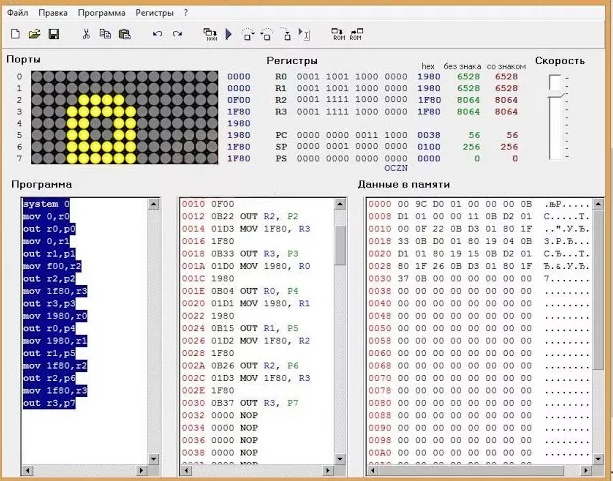 Файл Правка Программа Регистры ?
Порты
0 0000
1 0000
2 0F00
3 1F80
4 1980
5 1980
6 1F80
7 1F80
Регистры hex без знака со знаком
R0 0001 1001 1000 0000 1980 6528 6528
R1 0001 1001 1000 0000 1980 6528 6528
R2 0001 1111 1000 0000 1F80 8064 8064
R3 0001 1111 1000 0000 1F80 8064 8064
PC 0000 0000 0011 1000 0038 56 56
SP 0000 0001 0000 0000 0100 256 256
PS 0000 0 0
OCZN
Скорость
ROM ROM
Программа
system 0
mov 0,r0
out r0,p0
mov 0,r1
out r1,p1
mov f00,r2
out r2,p2
mov 1f80,r3
out r3,p3
mov 1980,r0
out r0,p4
mov 1980,r1
out r1,p5
mov 1f80,r2
out r2,p6
mov 1f80,r3
out r3,p7
0010 0F00
0012 0B22 OUT R2, P2
0014 01D3 MOV 1F80, R3
0016 1F80
0018 0B33 OUT R3, P3
001A 01D0 MOV 1980, R0
001C 1980
001E 0B04 OUT R0, P4
0020 01D1 MOV 1980, R1
0022 1980
0024 0B15 OUT R1, P5
0026 01D2 MOV 1F80, R2
0028 1F80
002A 0B26 OUT R2, P6
002C 01D3 MOV 1F80, R3
002E 1F80
0030 0B37 OUT R3, P7
0032 0000 NOP
0034 0000 NOP
0036 0000 NOP
0038 0000 NOP
Данные в памяти
0000 00 9C D0 01 00 00 00 0B .њР.....
0008 D1 01 00 00 11 0B D2 01 С.....Т.
0010 00 0F 22 0B D3 01 80 1F ..".У.Ђ.
0018 33 0B D0 01 80 19 04 0B 3.Р.Ђ...
0020 D1 01 80 19 15 0B D2 01 С.Ђ...Т.
0028 80 1F 26 0B D3 01 80 1F Ђ.&.У.Ђ.
0030 37 0B 00 00 00 00 00 00 7.......
0038 00 00 00 00 00 00 00 00 ........
0040 00 00 00 00 00 00 00 00 ........
0048 00 00 00 00 00 00 00 00 ........
0050 00 00 00 00 00 00 00 00 ........
0058 00 00 00 00 00 00 00 00 ........
0060 00 00 00 00 00 00 00 00 ........
0068 00 00 00 00 00 00 00 00 ........
0070 00 00 00 00 00 00 00 00 ........
0078 00 00 00 00 00 00 00 00 ........
0080 00 00 00 00 00 00 00 00 ........
0088 00 00 00 00 00 00 00 00 ........
0090 00 00 00 00 00 00 00 00 ........
0098 00 00 00 00 00 00 00 00 ........
00A0 00 00 00 00 00 00 00 00 ........